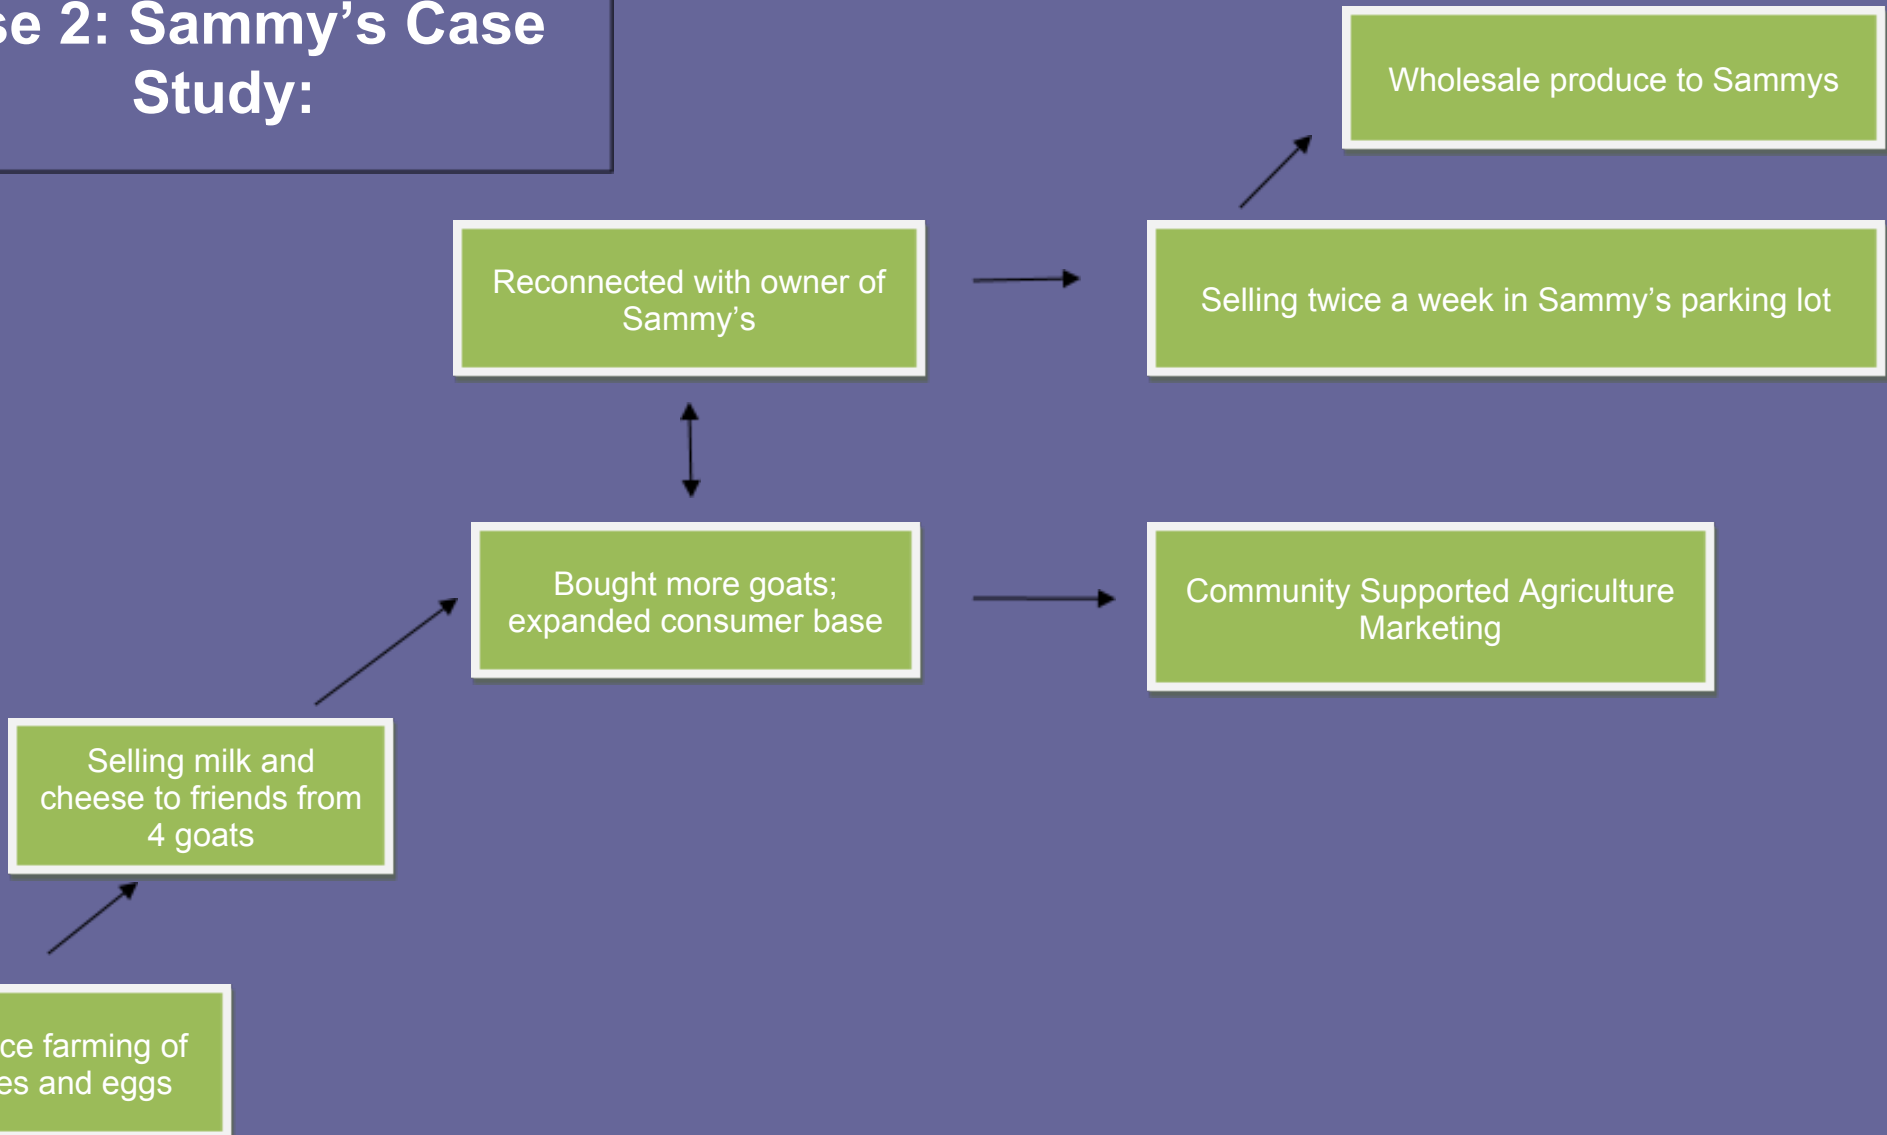 se 2: Sammy's Case
Study:
Wholesale produce to Sammys
Reconnected with owner of
Sammy's
Selling twice a week in Sammy's parking lot
Bought more goats;
expanded consumer base
Community Supported Agriculture
Marketing
Selling milk and
cheese to friends from
4 goats
ce farming of
es and eggs